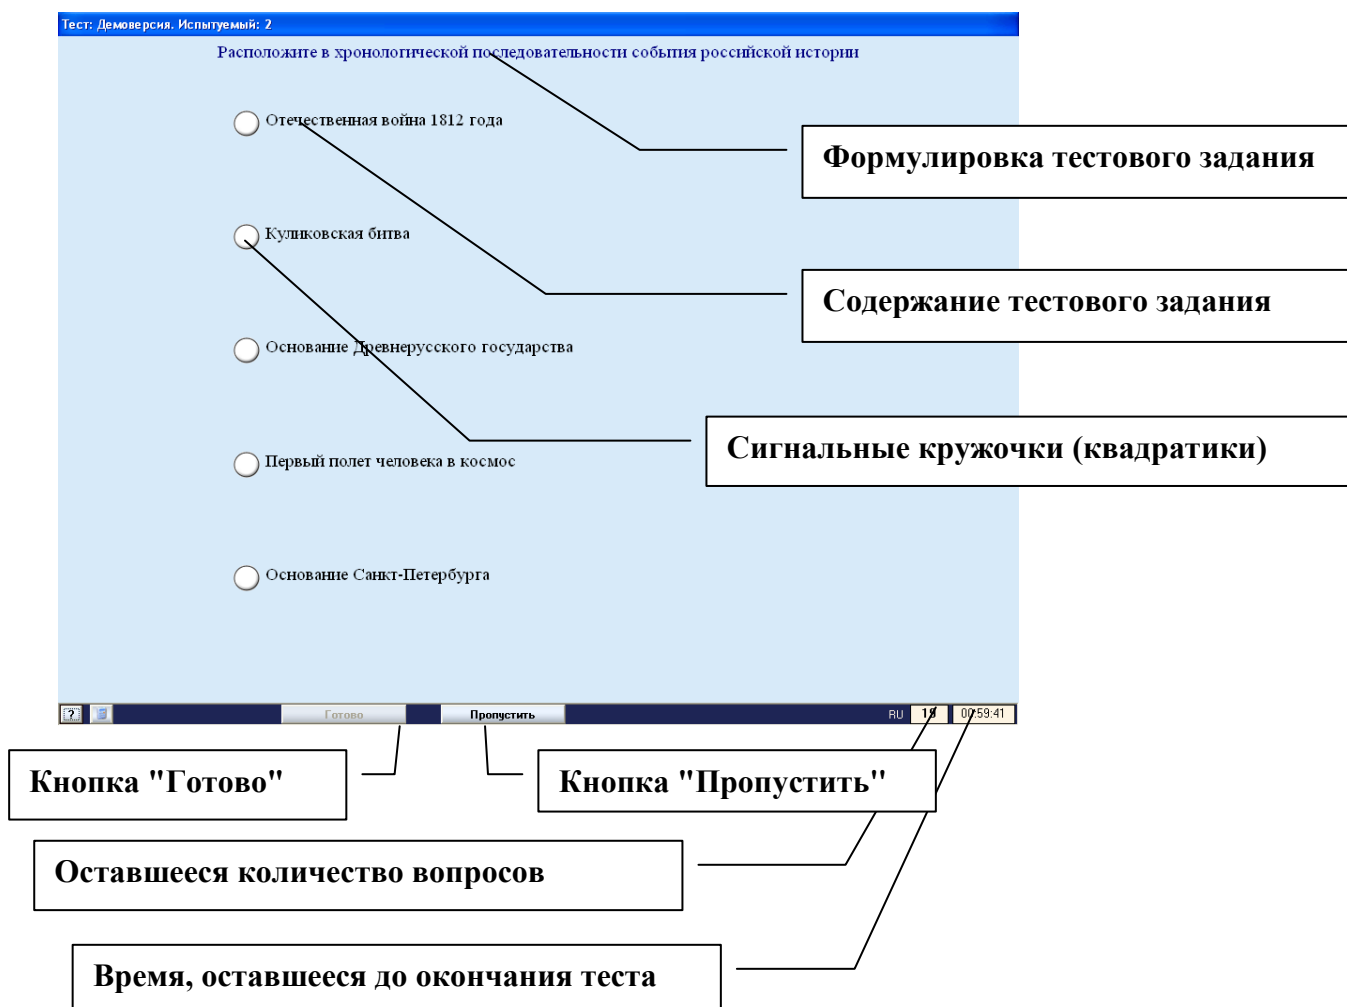 Тест: Демоверсия. Испытуемый: 2
Расположите в хронологической последовательности события российской истории
Отечественная война 1812 года
Формулировка тестового задания
Куликовская битва
Содержание тестового задания
Основание Древнерусского государства
Сигнальные кружочки (квадратики)
Первый полет человека в космос
Основание Санкт-Петербурга
? Готово Пропустить RU 19 00:59:41
Кнопка "Готово"
Кнопка "Пропустить"
Оставшееся количество вопросов
Время, оставшееся до окончания теста